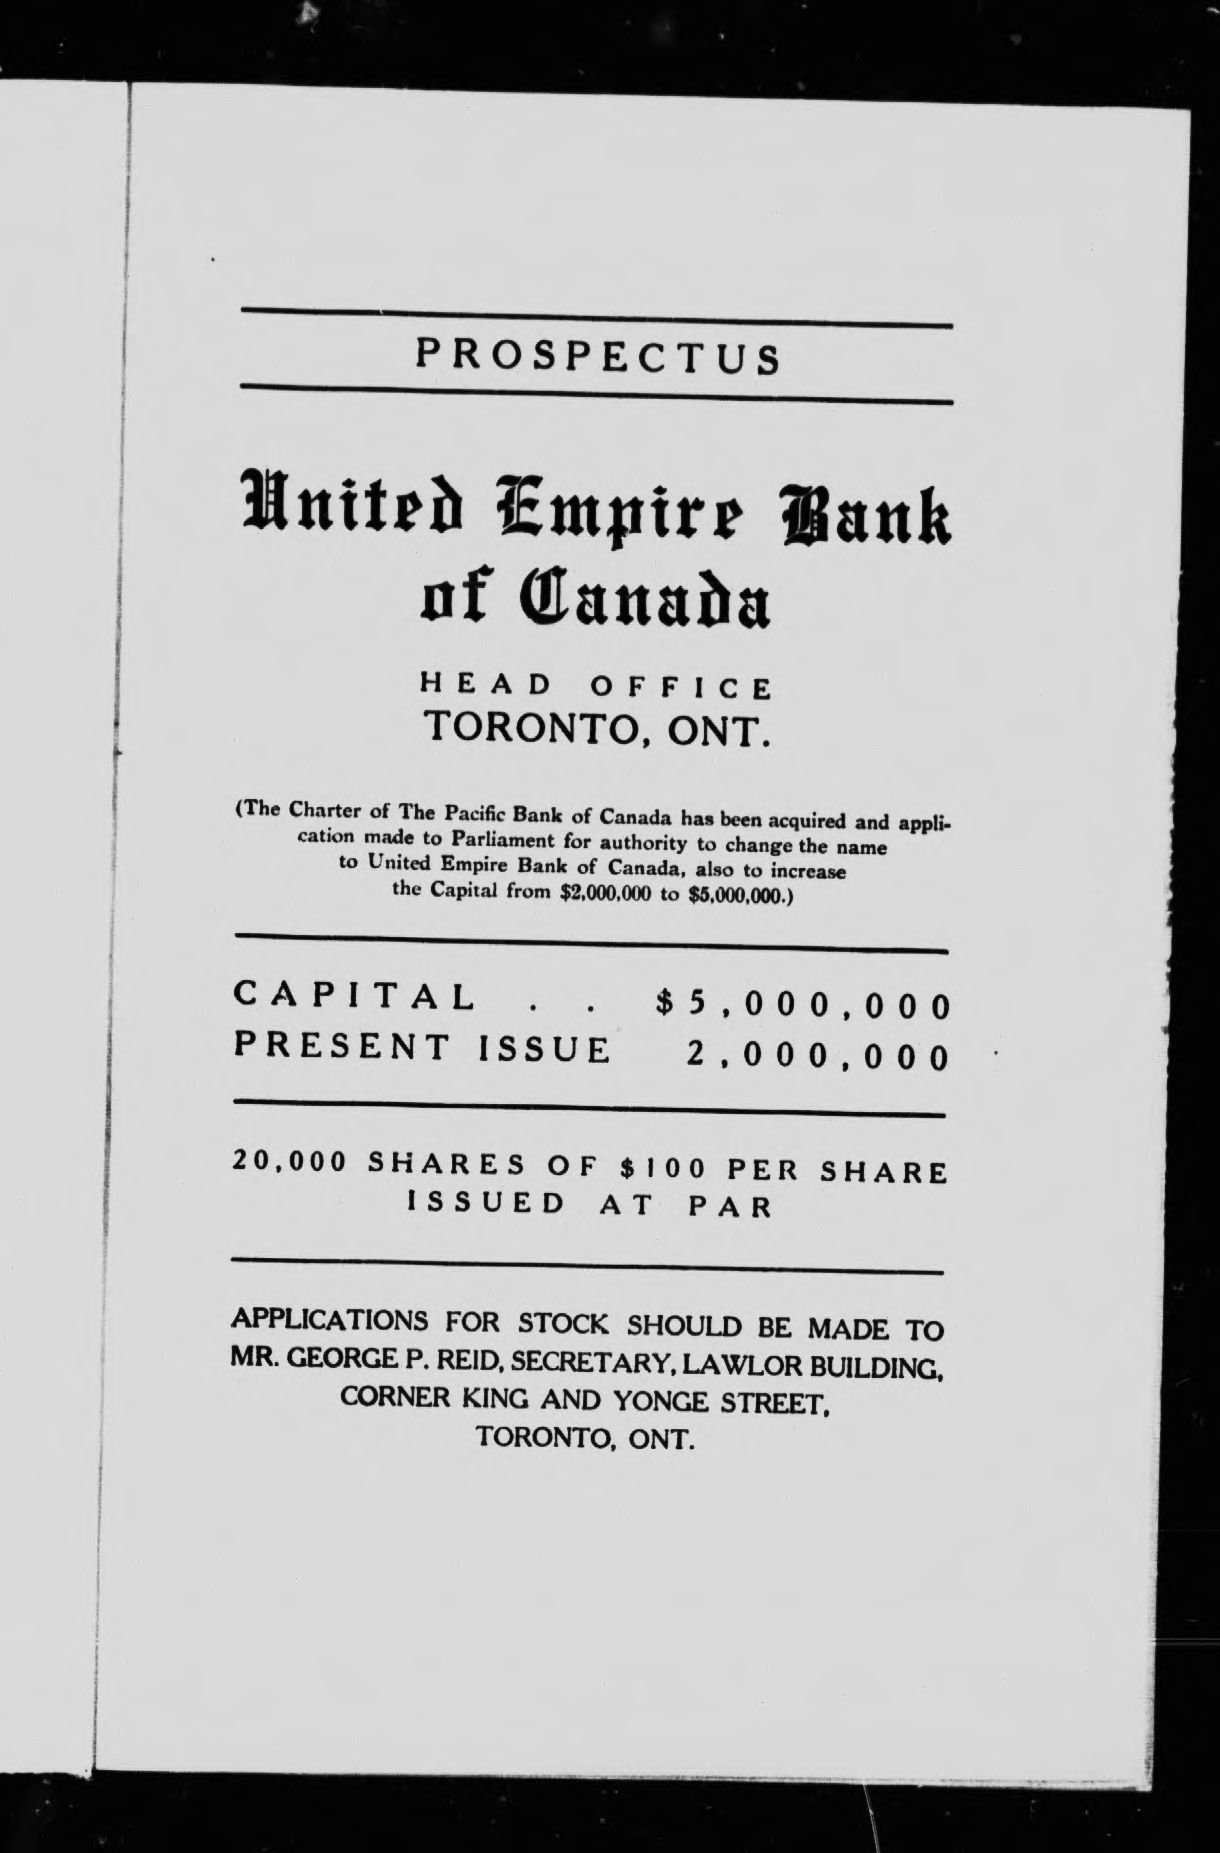 PROSPECTUS
United Empire Bank
of Canada
HEAD OFFICE
TORONTO, ONT.
(The Charter of The Pacific Bank of Canada has been acquired and appli-
cation made to Parliament for authority to change the name
to United Empire Bank of Canada, also to increase
the Capital from $2,000,000 to $5,000,000.)
CAPITAL . . $5,000,000
PRESENT ISSUE 2,000,000
20,000 SHARES OF $100 PER SHARE
ISSUED AT PAR
APPLICATIONS FOR STOCK SHOULD BE MADE TO
MR. GEORGE P. REID, SECRETARY, LAWLOR BUILDING,
CORNER KING AND YONGE STREET,
TORONTO, ONT.